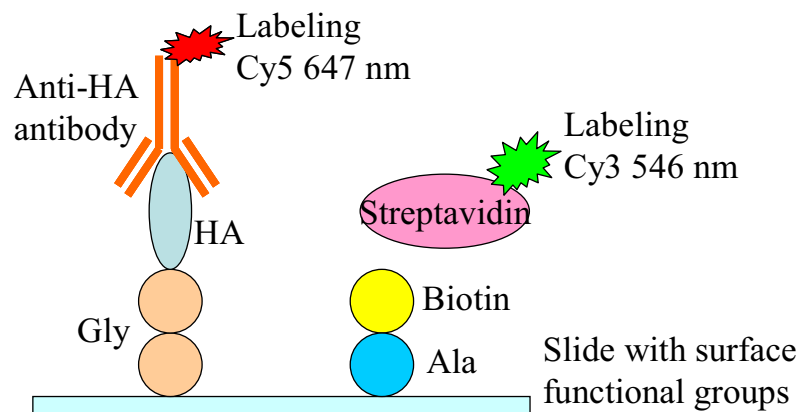 Labeling
Cy5 647 nm
Anti-HA
antibody
Labeling
Cy3 546 nm
Streptavidin
HA
Biotin
Gly
Ala
Slide with surface
functional groups